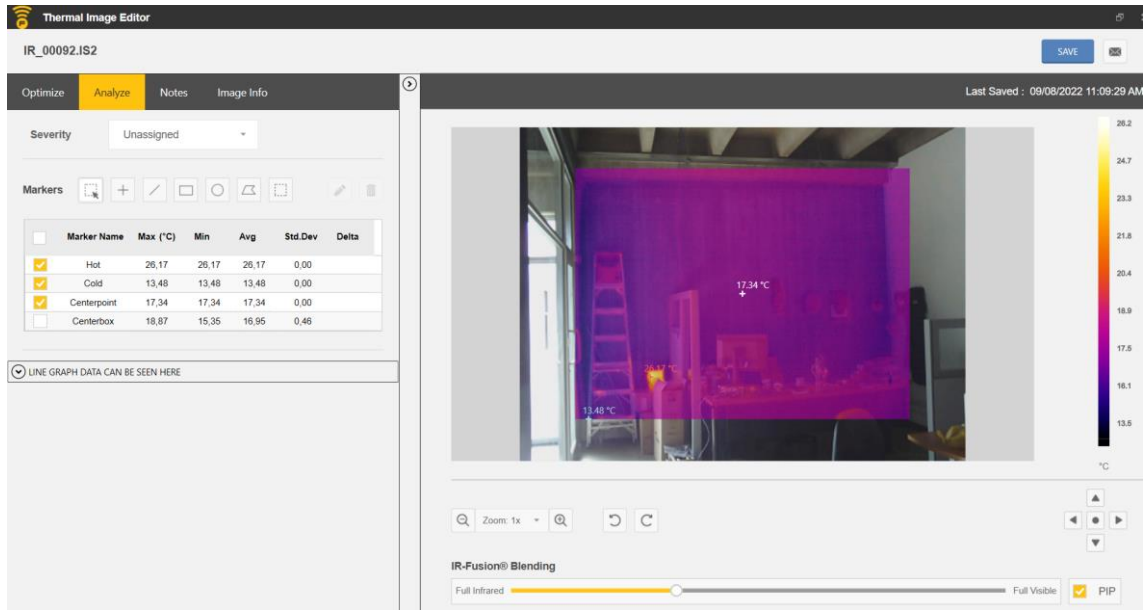 Thermal Image Editor
IR_00092.IS2
SAVE
Optimize Analyze Notes Image Info
Last Saved : 09/08/2022 11:09:29 AM
Severity Unassigned
Markers
Marker Name Max (°C) Min Avg Std.Dev Delta
Hot 26,17 26,17 26,17 0,00
Cold 13,48 13,48 13,48 0,00
Centerpoint 17,34 17,34 17,34 0,00
Centerbox 18,87 15,35 16,95 0,46
LINE GRAPH DATA CAN BE SEEN HERE
17.34 °C
26.17 °C
13.48 °C
26.2
24.7
23.3
21.8
20.4
18.9
17.5
16.1
13.5
°C
Zoom: 1x
IR-Fusion® Blending
Full Infrared Full Visible PIP